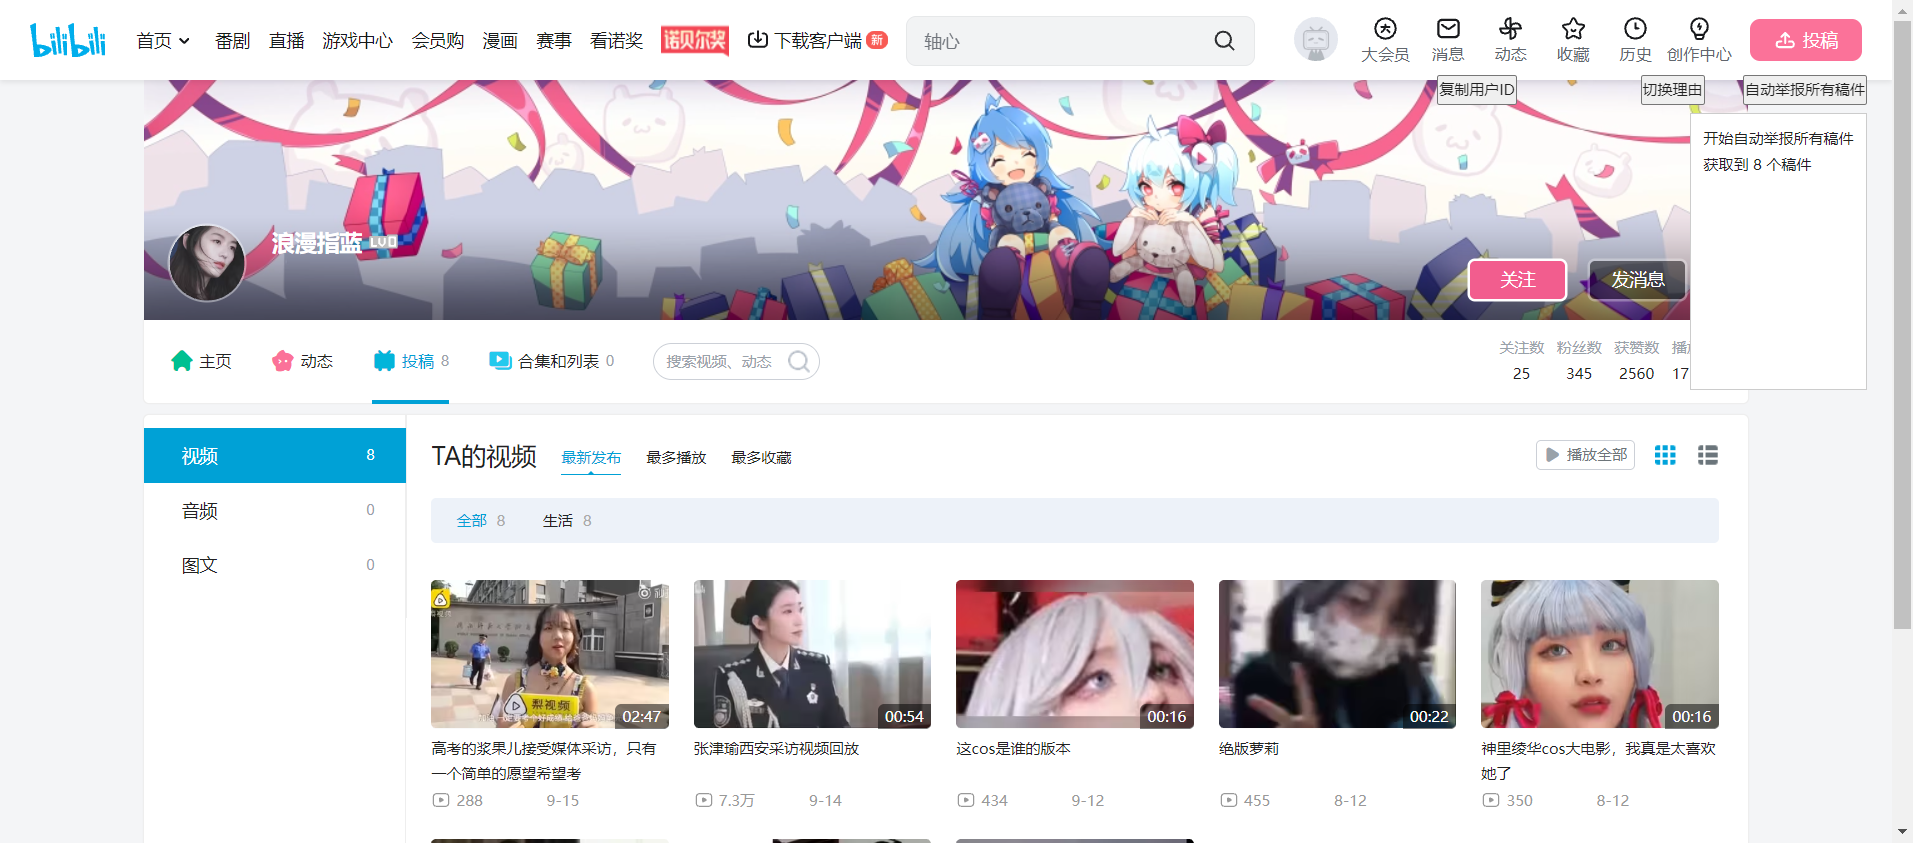 bilibili
首页 番剧 直播 游戏中心 会员购 漫画 赛事 看诺奖 诺贝尔奖 下载客户端 新
轴心
大会员 消息 动态 收藏 历史 创作中心
投稿
复制用户ID 切换理由 自动举报所有稿件
开始自动举报所有稿件
获取到 8 个稿件
浪漫指蓝 LV0
关注 发消息
主页 动态 投稿 8 合集和列表 0
搜索视频、动态
关注数 粉丝数 获赞数
25 345 2560 17
视频 8
音频 0
图文 0
TA的视频 最新发布 最多播放 最多收藏
播放全部
全部 8 生活 8
梨视频
02:47
00:54
00:16
00:22
00:16
高考的浆果儿接受媒体采访，只有
一个简单的愿望希望考
288 9-15
张津瑜西安采访视频回放
7.3万 9-14
这cos是谁的版本
434 9-12
绝版萝莉
455 8-12
神里绫华cos大电影，我真是太喜欢
她了
350 8-12